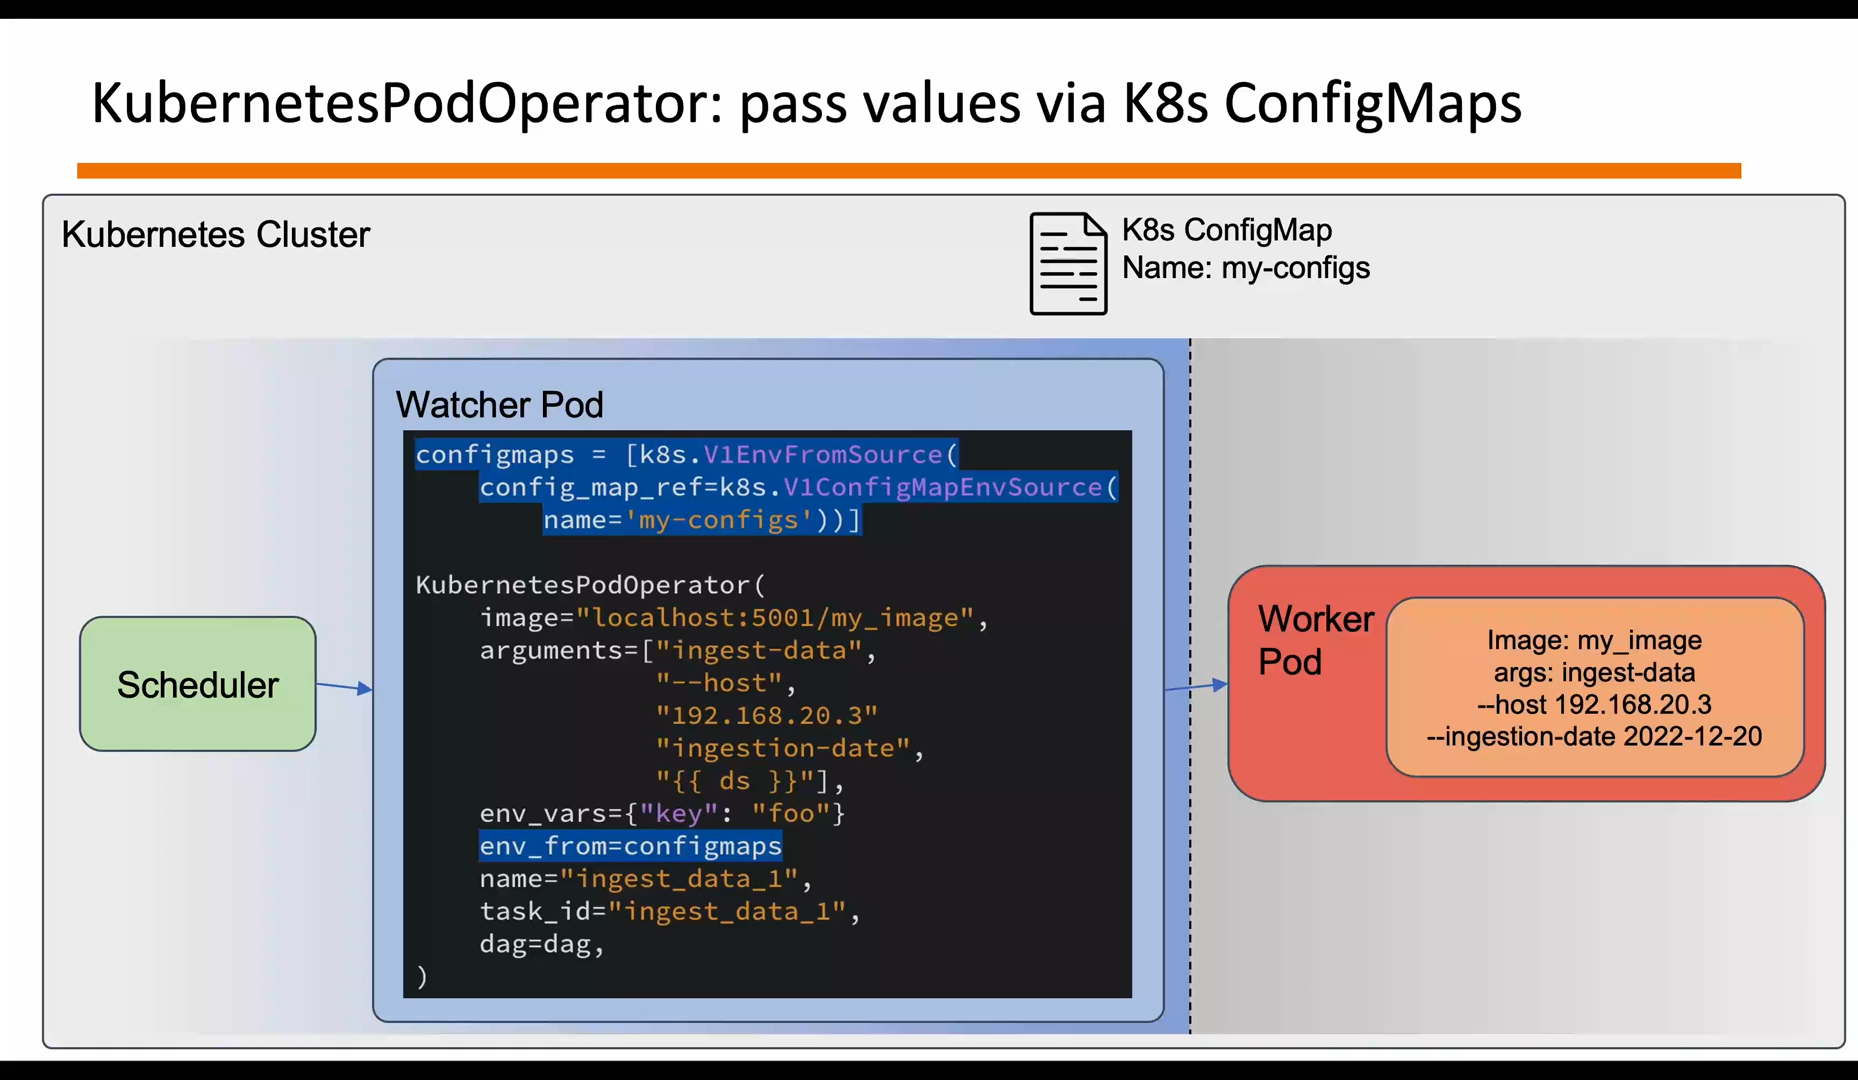 KubernetesPodOperator: pass values via K8s ConfigMaps
Kubernetes Cluster
K8s ConfigMap
Name: my-configs
Watcher Pod
configmaps = [k8s.V1EnvFromSource(
config_map_ref=k8s.V1ConfigMapEnvSource(
name='my-configs'))]
KubernetesPodOperator(
image="localhost:5001/my_image",
arguments=["ingest-data",
"--host",
"192.168.20.3"
"ingestion-date",
"{{ ds }}"],
env_vars={"key": "foo"}
env_from=configmaps
name="ingest_data_1",
task_id="ingest_data_1",
dag=dag,
)
Scheduler
Worker
Pod
Image: my_image
args: ingest-data
--host 192.168.20.3
--ingestion-date 2022-12-20